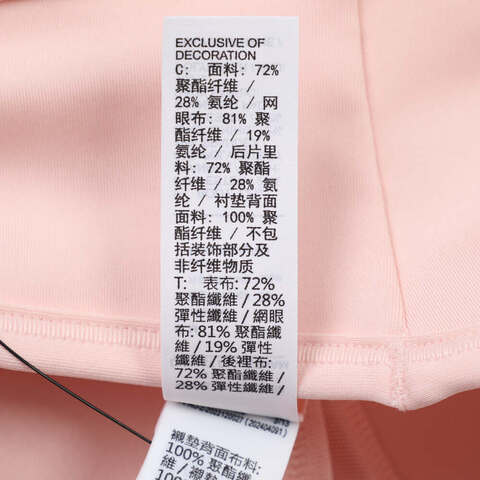 EXCLUSIVE OF
DECORATION
C: 面料: 72%
聚酯纤维 /
28% 氨纶 / 网
眼布: 81% 聚
酯纤维 / 19%
氨纶 / 后片里
料: 72% 聚酯
纤维 / 28% 氨
纶 / 衬垫背面
面料: 100% 聚
酯纤维 / 不包
括装饰部分及
非纤维物质
T: 表布: 72%
聚酯纖維 / 28%
彈性纖維 / 網眼
布: 81% 聚酯纖
維 / 19% 彈性
纖維 / 後裡布:
72% 聚酯纖維 /
28% 彈性纖維 /
(202404091)
襯墊背面布料:
100% 聚酯纖
維 / 不